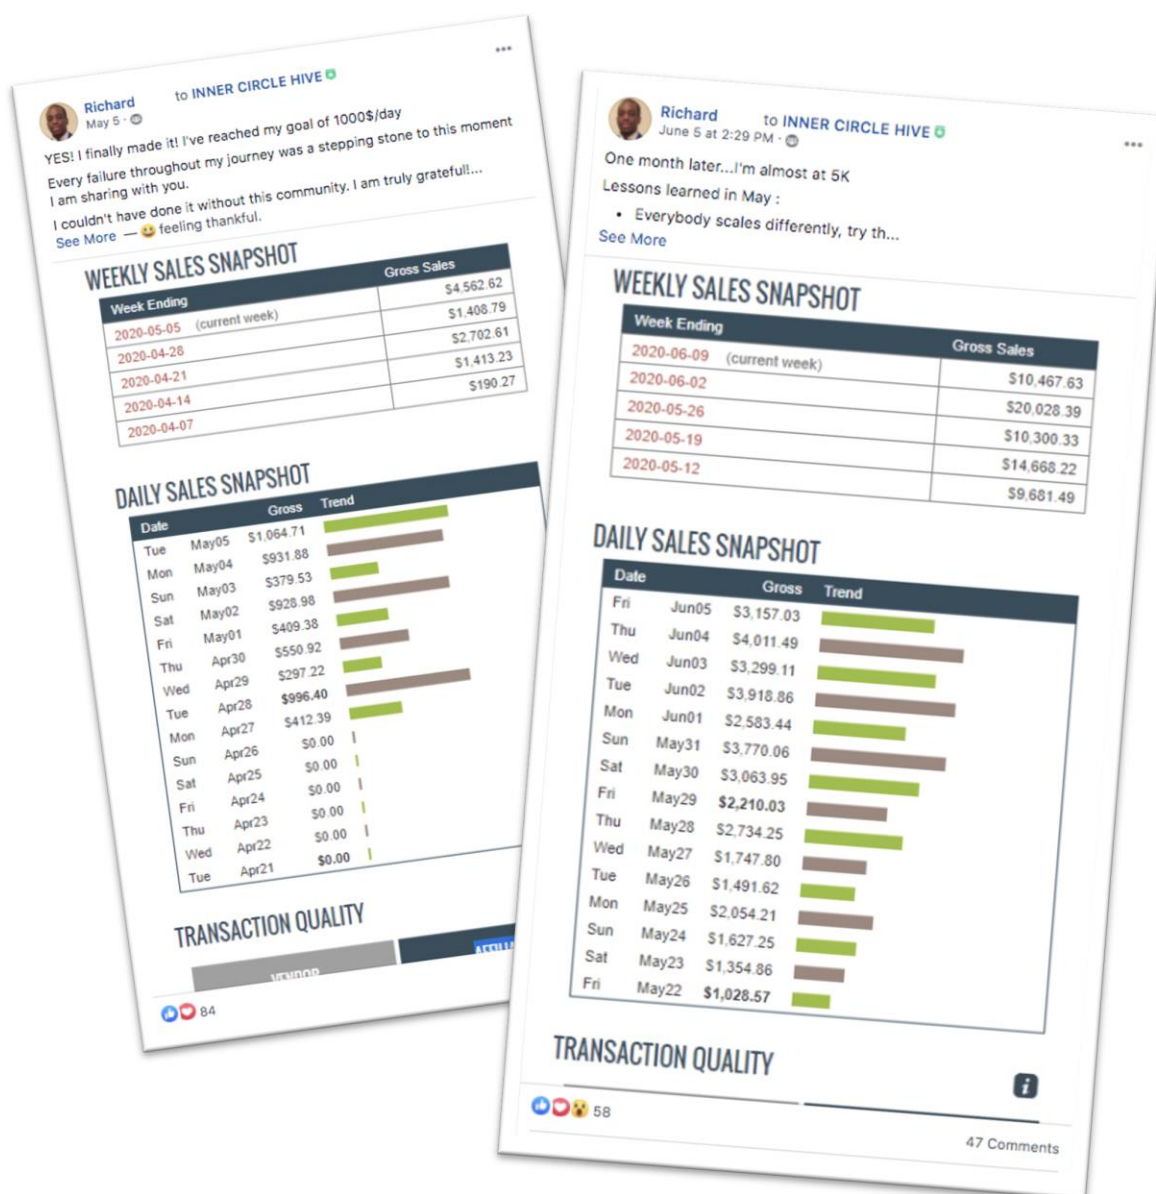 Richard to INNER CIRCLE HIVE
May 5 ·
YES! I finally made it! I've reached my goal of 1000$/day
Every failure throughout my journey was a stepping stone to this moment
I am sharing with you.
I couldn't have done it without this community. I am truly grateful!...
See More — feeling thankful.
WEEKLY SALES SNAPSHOT
Week Ending Gross Sales
2020-05-05 (current week) $4,562.62
2020-04-28 $1,408.79
2020-04-21 $2,702.61
2020-04-14 $1,413.23
2020-04-07 $190.27
DAILY SALES SNAPSHOT
Date Gross Trend
Tue May05 $1,064.71
Mon May04 $931.88
Sun May03 $379.53
Sat May02 $928.98
Fri May01 $409.38
Thu Apr30 $550.92
Wed Apr29 $297.22
Tue Apr28 $996.40
Mon Apr27 $412.39
Sun Apr26 $0.00
Sat Apr25 $0.00
Fri Apr24 $0.00
Thu Apr23 $0.00
Wed Apr22 $0.00
Tue Apr21 $0.00
TRANSACTION QUALITY
VENDOR
84
Richard to INNER CIRCLE HIVE
June 5 at 2:29 PM ·
One month later...I'm almost at 5K
Lessons learned in May :
• Everybody scales differently, try th...
See More
WEEKLY SALES SNAPSHOT
Week Ending Gross Sales
2020-06-09 (current week) $10,467.63
2020-06-02 $20,028.39
2020-05-26 $10,300.33
2020-05-19 $14,668.22
2020-05-12 $9,681.49
DAILY SALES SNAPSHOT
Date Gross Trend
Fri Jun05 $3,157.03
Thu Jun04 $4,011.49
Wed Jun03 $3,299.11
Tue Jun02 $3,918.86
Mon Jun01 $2,583.44
Sun May31 $3,770.06
Sat May30 $3,063.95
Fri May29 $2,210.03
Thu May28 $2,734.25
Wed May27 $1,747.80
Tue May26 $1,491.62
Mon May25 $2,054.21
Sun May24 $1,627.25
Sat May23 $1,354.86
Fri May22 $1,028.57
TRANSACTION QUALITY
i
58
47 Comments